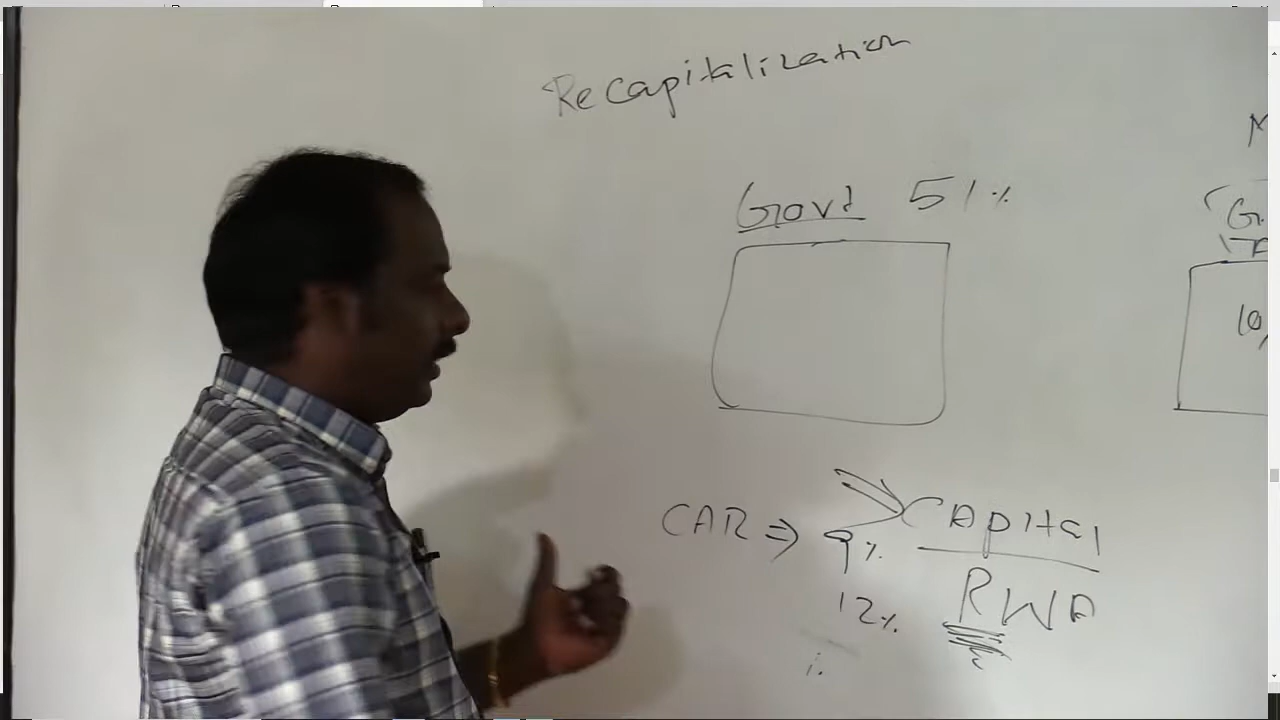 Recapitalization
Govt 51%
CAR ⇒ 9% Capital
12% RWA